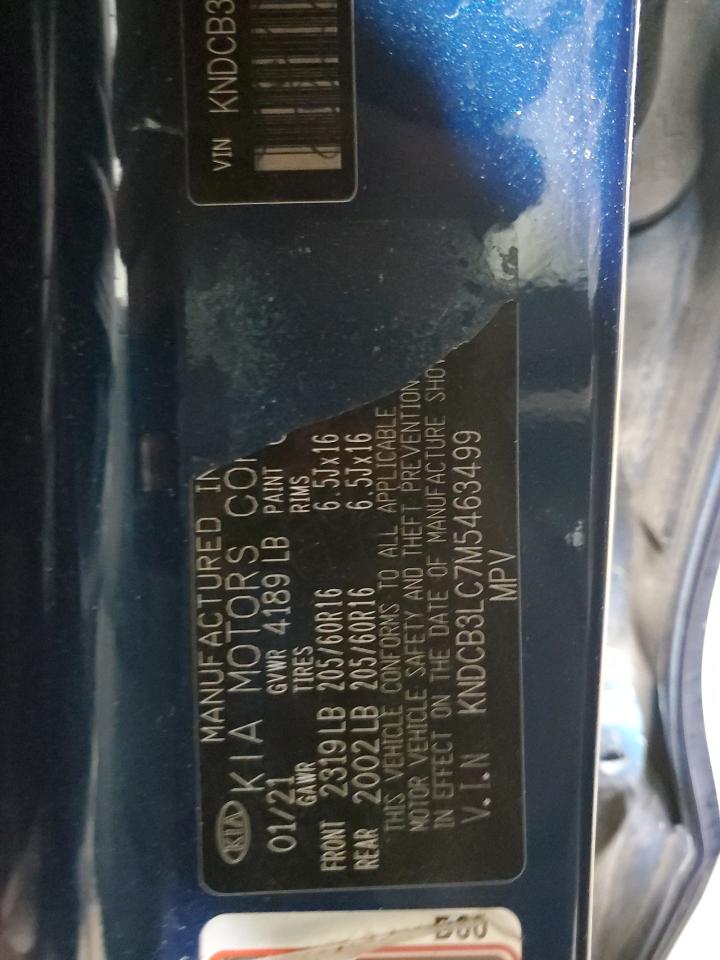 VIN KNDCB3
MANUFACTURED IN
KIA KIA MOTORS CO
01/21 GVWR 4189 LB PAINT
GAWR TIRES RIMS
FRONT 2319 LB 205/60R16 6.5Jx16
REAR 2002 LB 205/60R16 6.5Jx16
THIS VEHICLE CONFORMS TO ALL APPLICABLE
MOTOR VEHICLE SAFETY AND THEFT PREVENTION
IN EFFECT ON THE DATE OF MANUFACTURE SHO
V.I.N KNDCB3LC7M5463499
MPV